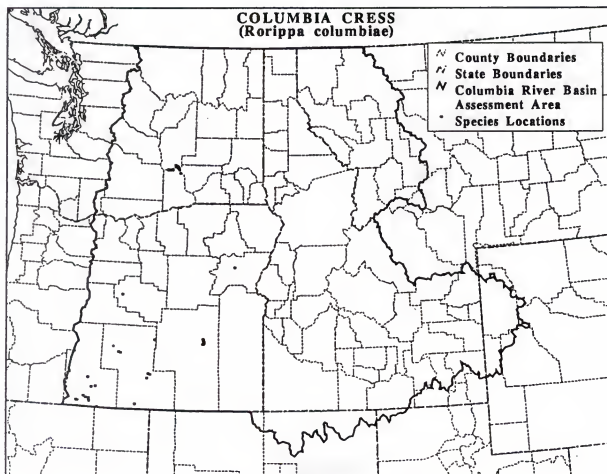 COLUMBIA CRESS
(Rorippa columbiae)
County Boundaries
State Boundaries
Columbia River Basin
Assessment Area
Species Locations